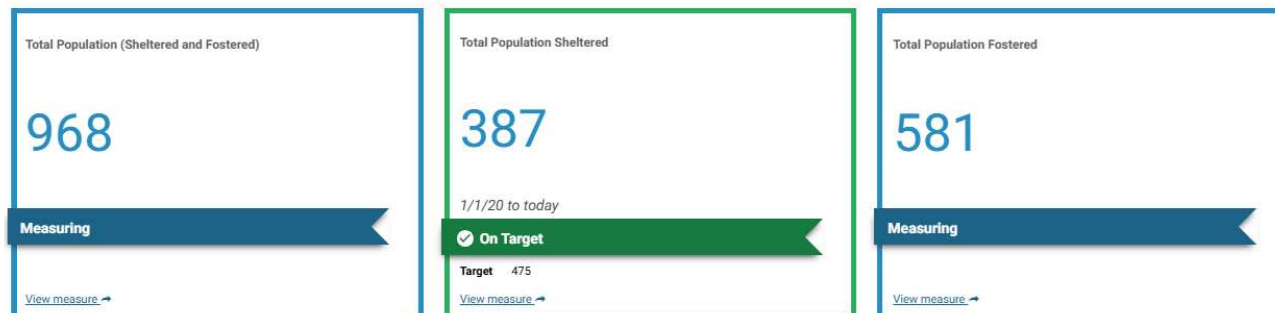 Total Population (Sheltered and Fostered)
968
Measuring
View measure
Total Population Sheltered
387
1/1/20 to today
On Target
Target 475
View measure
Total Population Fostered
581
Measuring
View measure